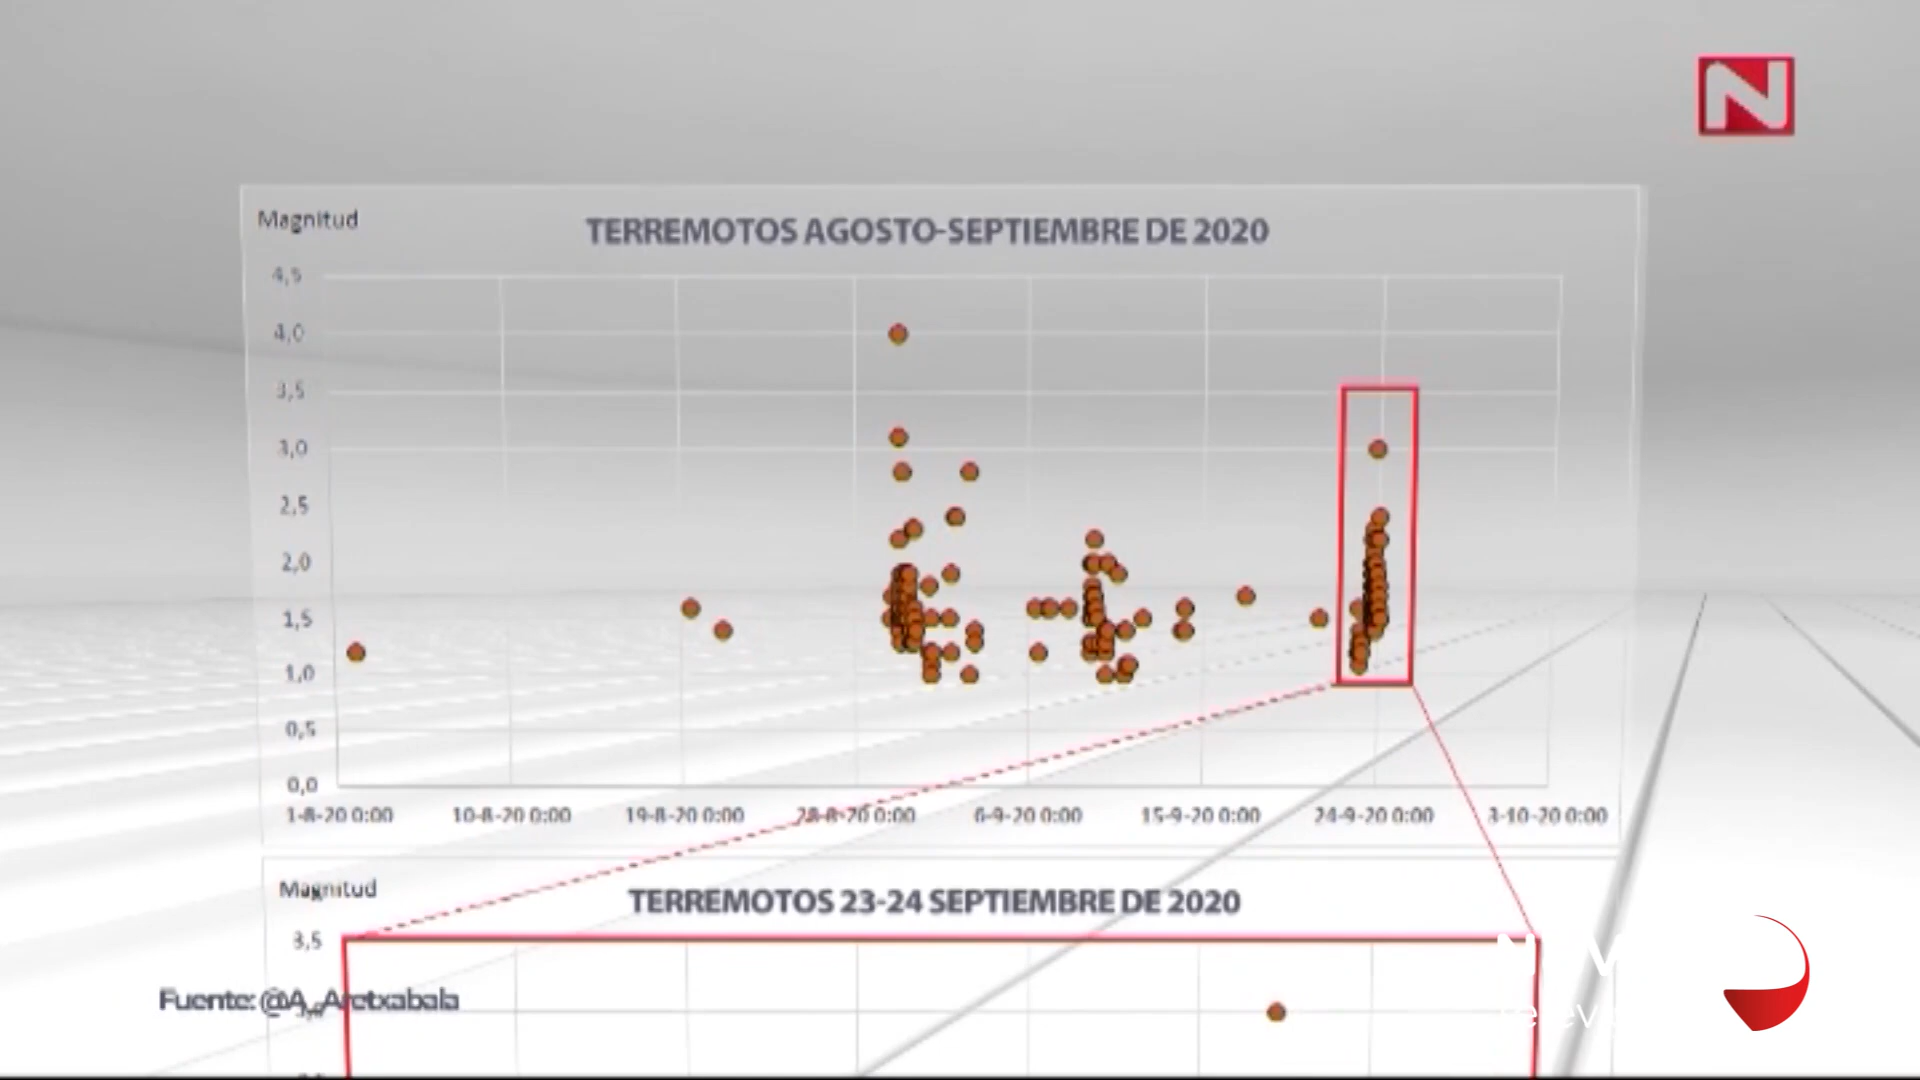 N
Magnitud
TERREMOTOS AGOSTO-SEPTIEMBRE DE 2020
4,5
4,0
3,5
3,0
2,5
2,0
1,5
1,0
0,5
0,0
1-8-20 0:00 10-8-20 0:00 19-8-20 0:00 28-8-20 0:00 6-9-20 0:00 15-9-20 0:00 24-9-20 0:00 3-10-20 0:00
Magnitud
TERREMOTOS 23-24 SEPTIEMBRE DE 2020
3,5
Fuente: @A_Aretxabala